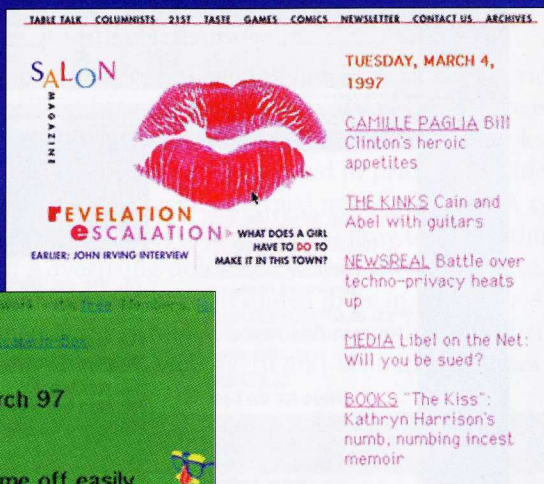 TABLE TALK COLUMNISTS 21ST TASTE GAMES COMICS NEWSLETTER CONTACT US ARCHIVES
SALON
MAGAZINE
REVELATION
eSCALATION
WHAT DOES A GIRL
HAVE TO DO TO
MAKE IT IN THIS TOWN?
EARLIER: JOHN IRVING INTERVIEW
TUESDAY, MARCH 4,
1997
CAMILLE PAGLIA Bill
Clinton's heroic
appetites
THE KINKS Cain and
Abel with guitars
NEWSREAL Battle over
techno-privacy heats
up
MEDIA Libel on the Net:
Will you be sued?
BOOKS "The Kiss":
Kathryn Harrison's
numb, numbing incest
memoir
free Members,
rch 97
me off easily